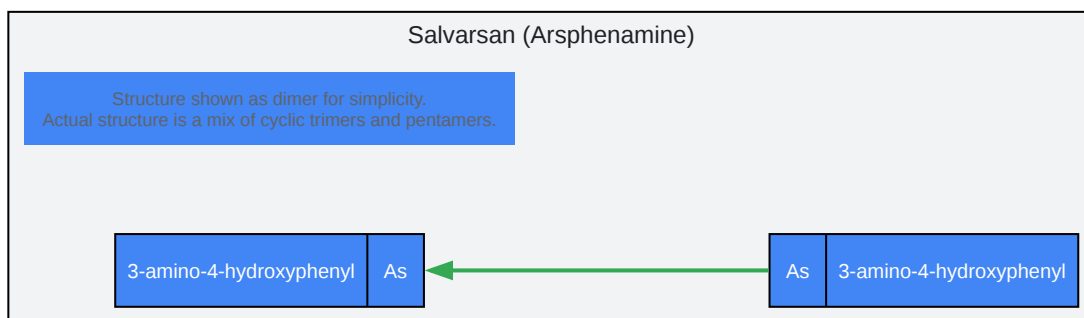 Salvarsan (Arsphenamine)
Structure shown as dimer for simplicity.
Actual structure is a mix of cyclic trimers and pentamers.
3-amino-4-hydroxyphenyl As As 3-amino-4-hydroxyphenyl